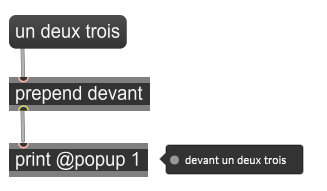 un deux trois
prepend devant
print @popup 1
devant un deux trois